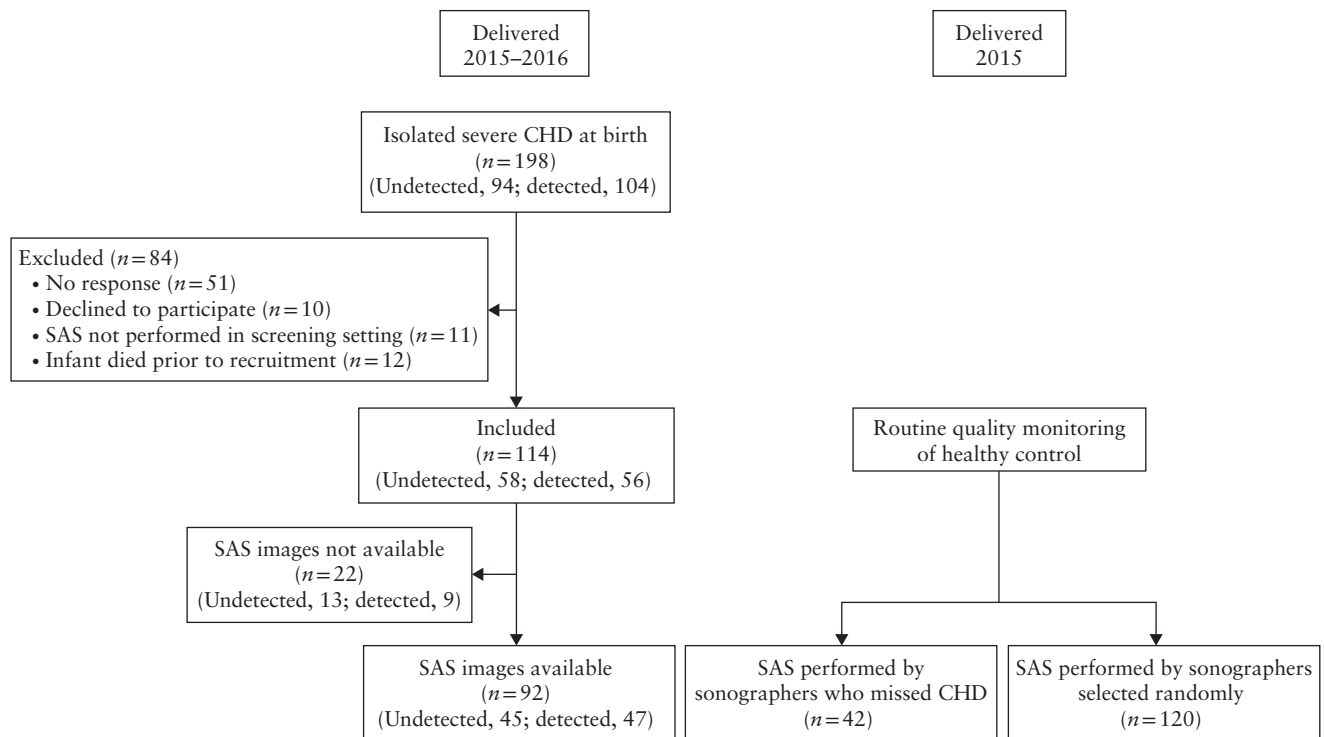 Delivered
2015–2016
Delivered
2015
Isolated severe CHD at birth
(n=198)
(Undetected, 94; detected, 104)
Excluded (n=84)
• No response (n=51)
• Declined to participate (n=10)
• SAS not performed in screening setting (n=11)
• Infant died prior to recruitment (n=12)
Included
(n=114)
(Undetected, 58; detected, 56)
Routine quality monitoring
of healthy control
SAS images not available
(n=22)
(Undetected, 13; detected, 9)
SAS images available
(n=92)
(Undetected, 45; detected, 47)
SAS performed by
sonographers who missed CHD
(n=42)
SAS performed by sonographers
selected randomly
(n=120)